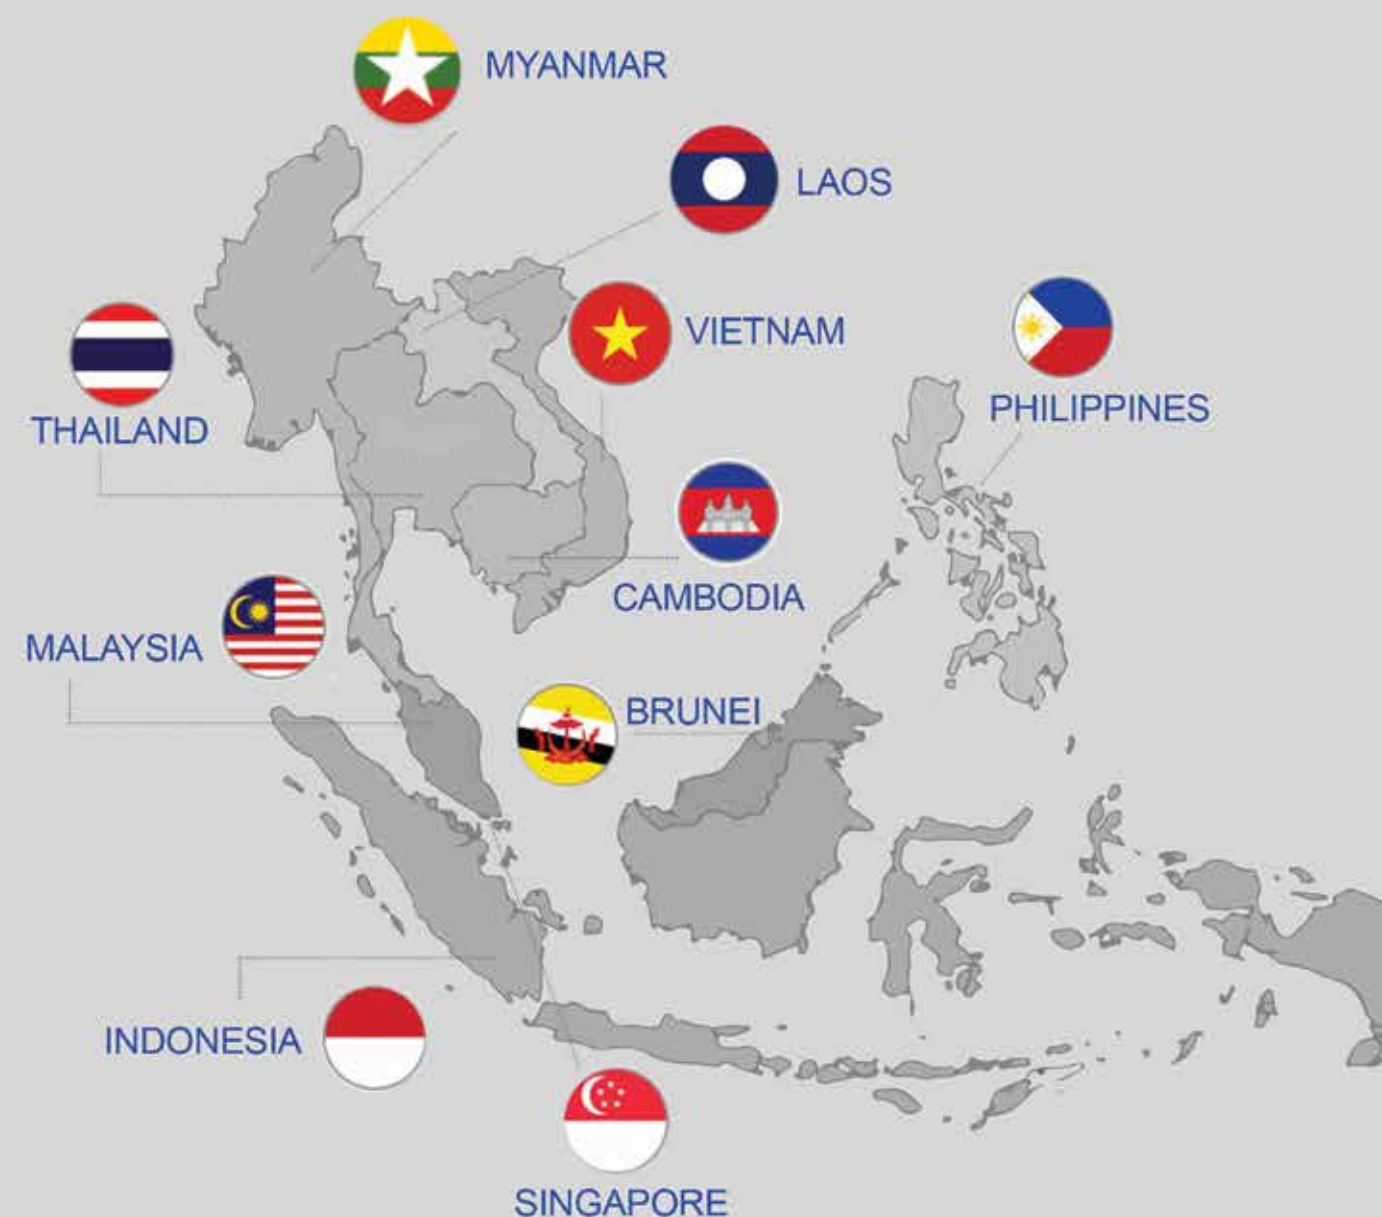 MYANMAR
LAOS
VIETNAM
PHILIPPINES
THAILAND
CAMBODIA
MALAYSIA
BRUNEI
INDONESIA
SINGAPORE